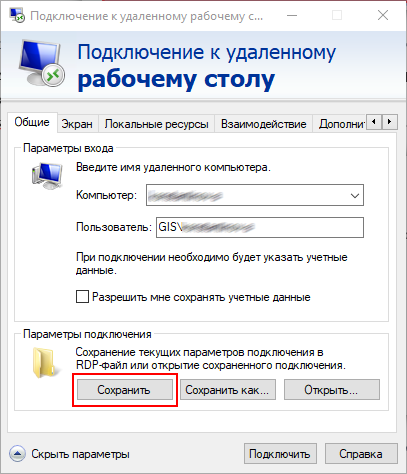 Подключение к удаленному рабочему с...
Подключение к удаленному
рабочему столу
Общие Экран Локальные ресурсы Взаимодействие Дополнит
Параметры входа
Введите имя удаленного компьютера.
Компьютер:
Пользователь: GIS\
При подключении необходимо будет указать учетные
данные.
Разрешить мне сохранять учетные данные
Параметры подключения
Сохранение текущих параметров подключения в
RDP-файл или открытие сохраненного подключения.
Сохранить Сохранить как... Открыть...
Скрыть параметры Подключить Справка